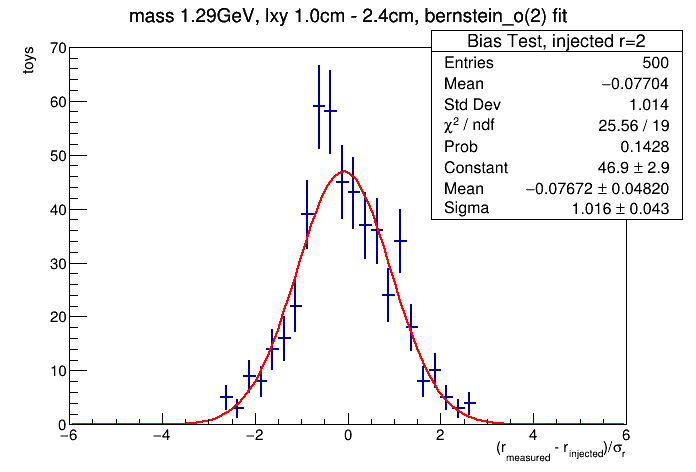 mass 1.29GeV, lxy 1.0cm - 2.4cm, bernstein_o(2) fit
toys
Bias Test, injected r=2
Entries 500
Mean −0.07704
Std Dev 1.014
χ² / ndf 25.56 / 19
Prob 0.1428
Constant 46.9 ± 2.9
Mean −0.07672 ± 0.04820
Sigma 1.016 ± 0.043
70
60
50
40
30
20
10
0
−6 −4 −2 0 2 4 6
(r_measured - r_injected)/σ_r